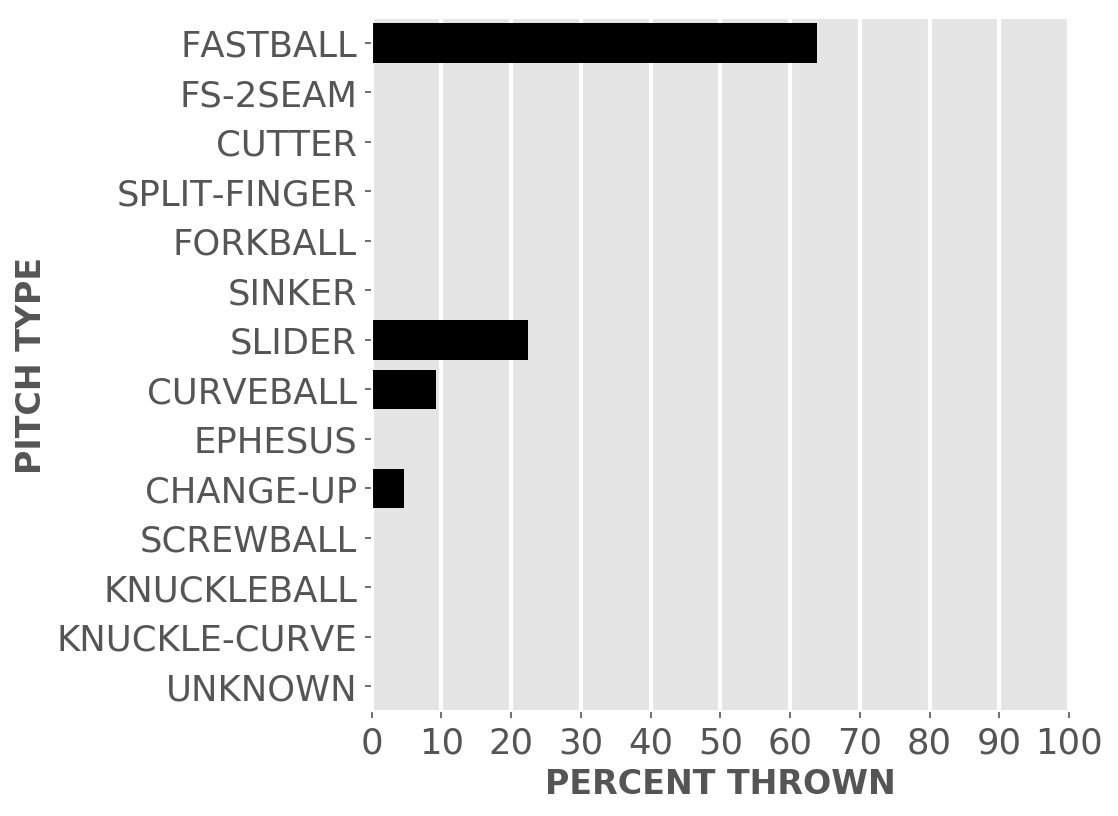 FASTBALL
FS-2SEAM
CUTTER
SPLIT-FINGER
FORKBALL
SINKER
SLIDER
CURVEBALL
EPHESUS
CHANGE-UP
SCREWBALL
KNUCKLEBALL
KNUCKLE-CURVE
UNKNOWN
PITCH TYPE
0 10 20 30 40 50 60 70 80 90 100
PERCENT THROWN